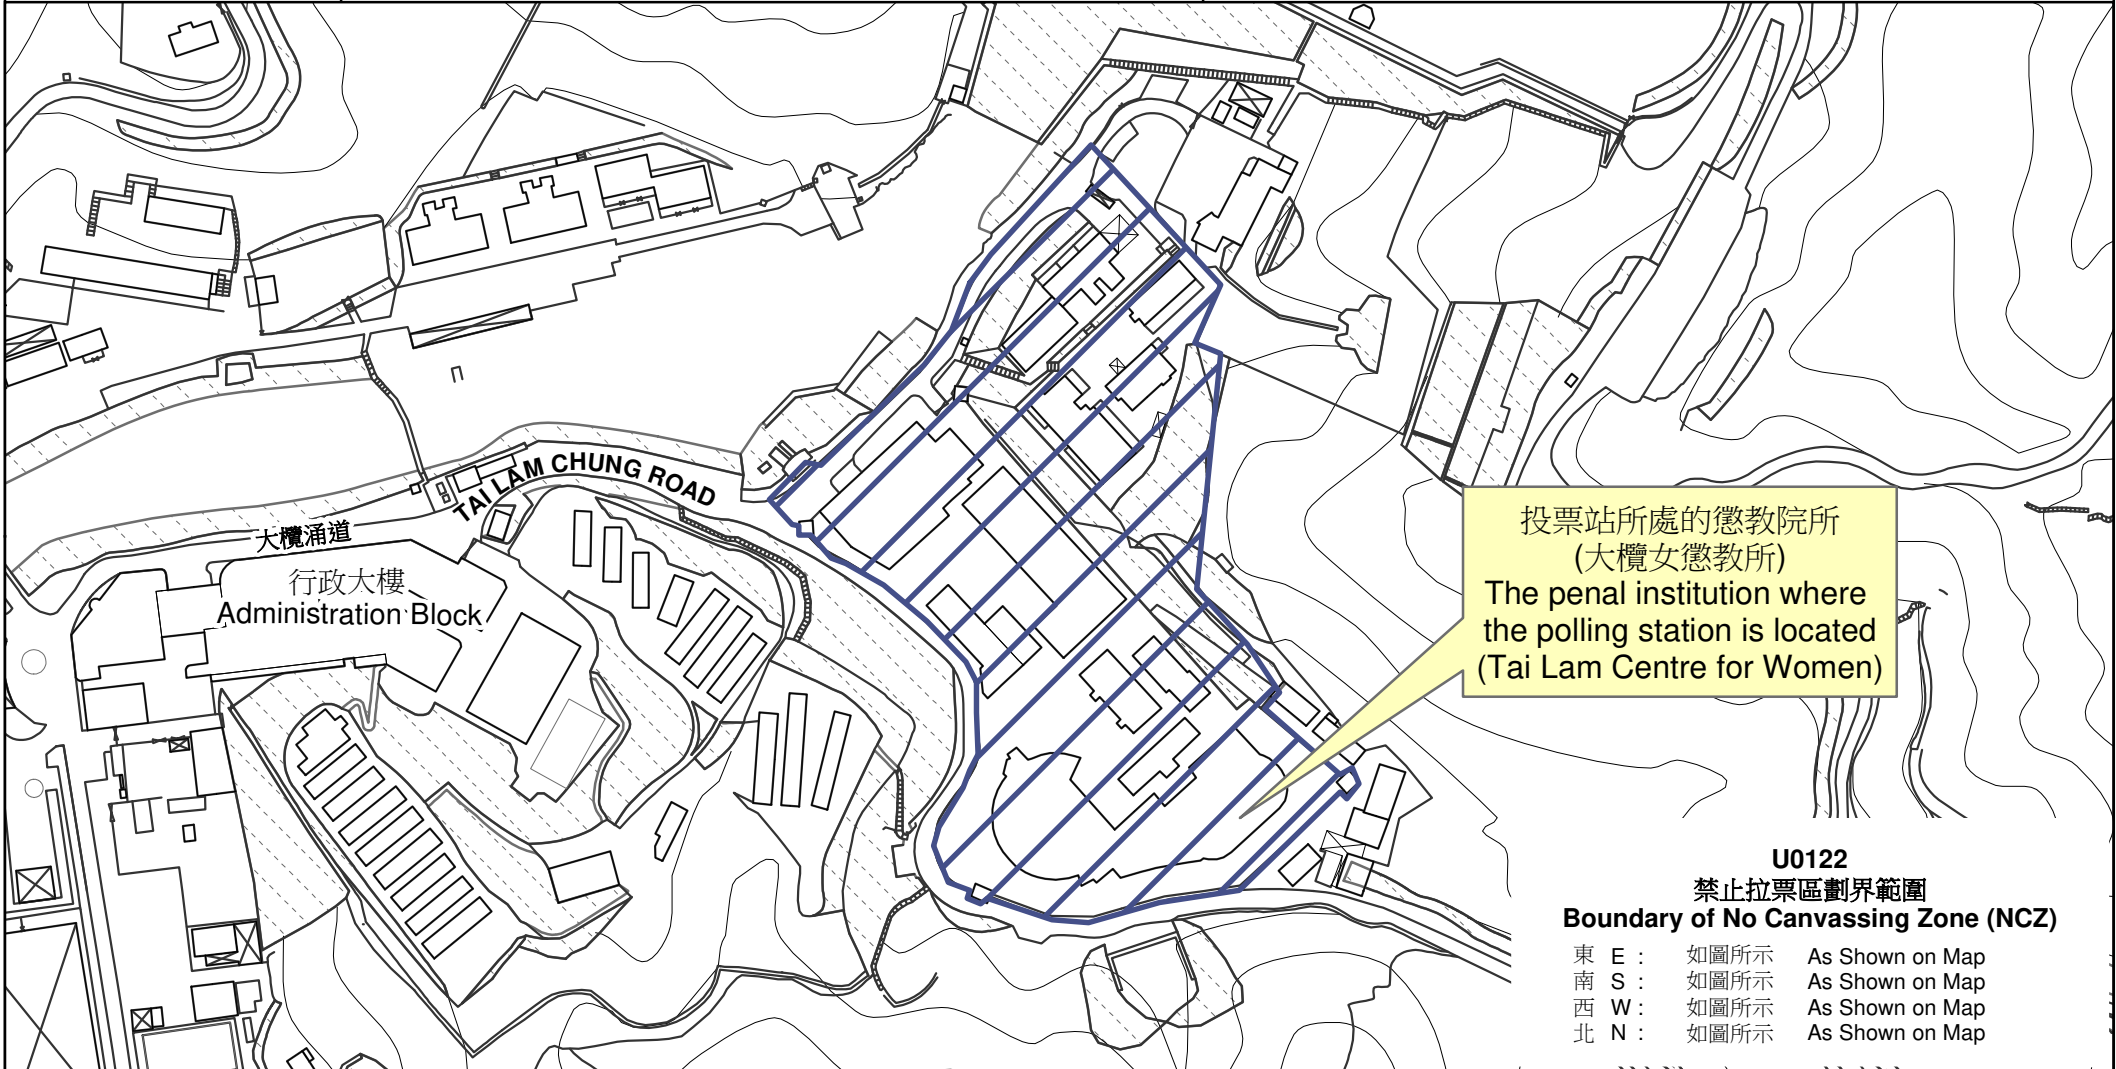 TAI LAM CHUNG ROAD
大欖涌道
行政大樓
Administration Block
投票站所處的懲教院所
(大欖女懲教所)
The penal institution where
the polling station is located
(Tai Lam Centre for Women)
U0122
禁止拉票區劃界範圍
Boundary of No Canvassing Zone (NCZ)
東 E : 如圖所示 As Shown on Map
南 S : 如圖所示 As Shown on Map
西 W : 如圖所示 As Shown on Map
北 N : 如圖所示 As Shown on Map